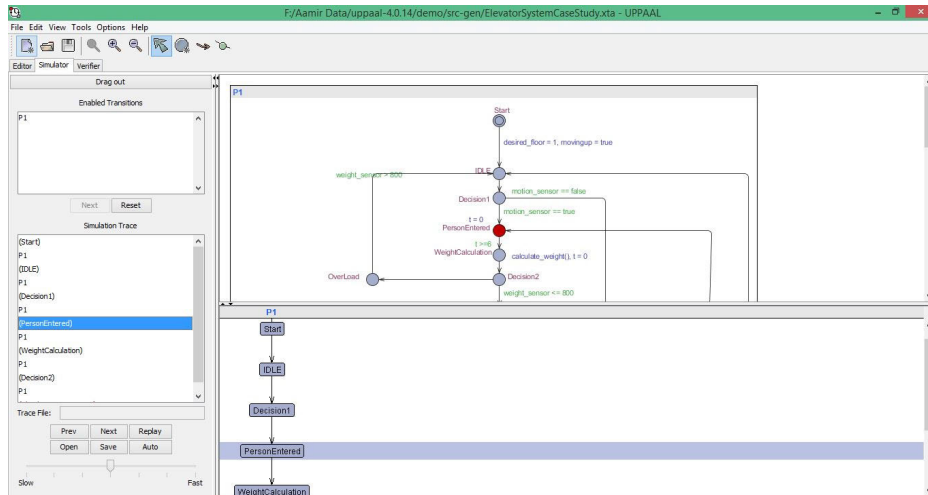 F:/Aamir Data/uppaal-4.0.14/demo/src-gen/ElevatorSystemCaseStudy.xta - UPPAAL
File Edit View Tools Options Help
Editor Simulator Verifier
Drag out
Enabled Transitions
P1
Next Reset
Simulation Trace
(Start)
P1
(IDLE)
P1
(Decision1)
P1
(PersonEntered)
P1
(WeightCalculation)
P1
(Decision2)
P1
Trace File:
Prev Next Replay
Open Save Auto
Slow Fast
P1
Start
desired_floor = 1, movingup = true
weight_sensor > 800
IDLE
motion_sensor == false
Decision1
motion_sensor == true
t = 0
PersonEntered
t >=6
WeightCalculation
calculate_weight(), t = 0
OverLoad
Decision2
weight_sensor <= 800
P1
Start
IDLE
Decision1
PersonEntered
WeightCalculation